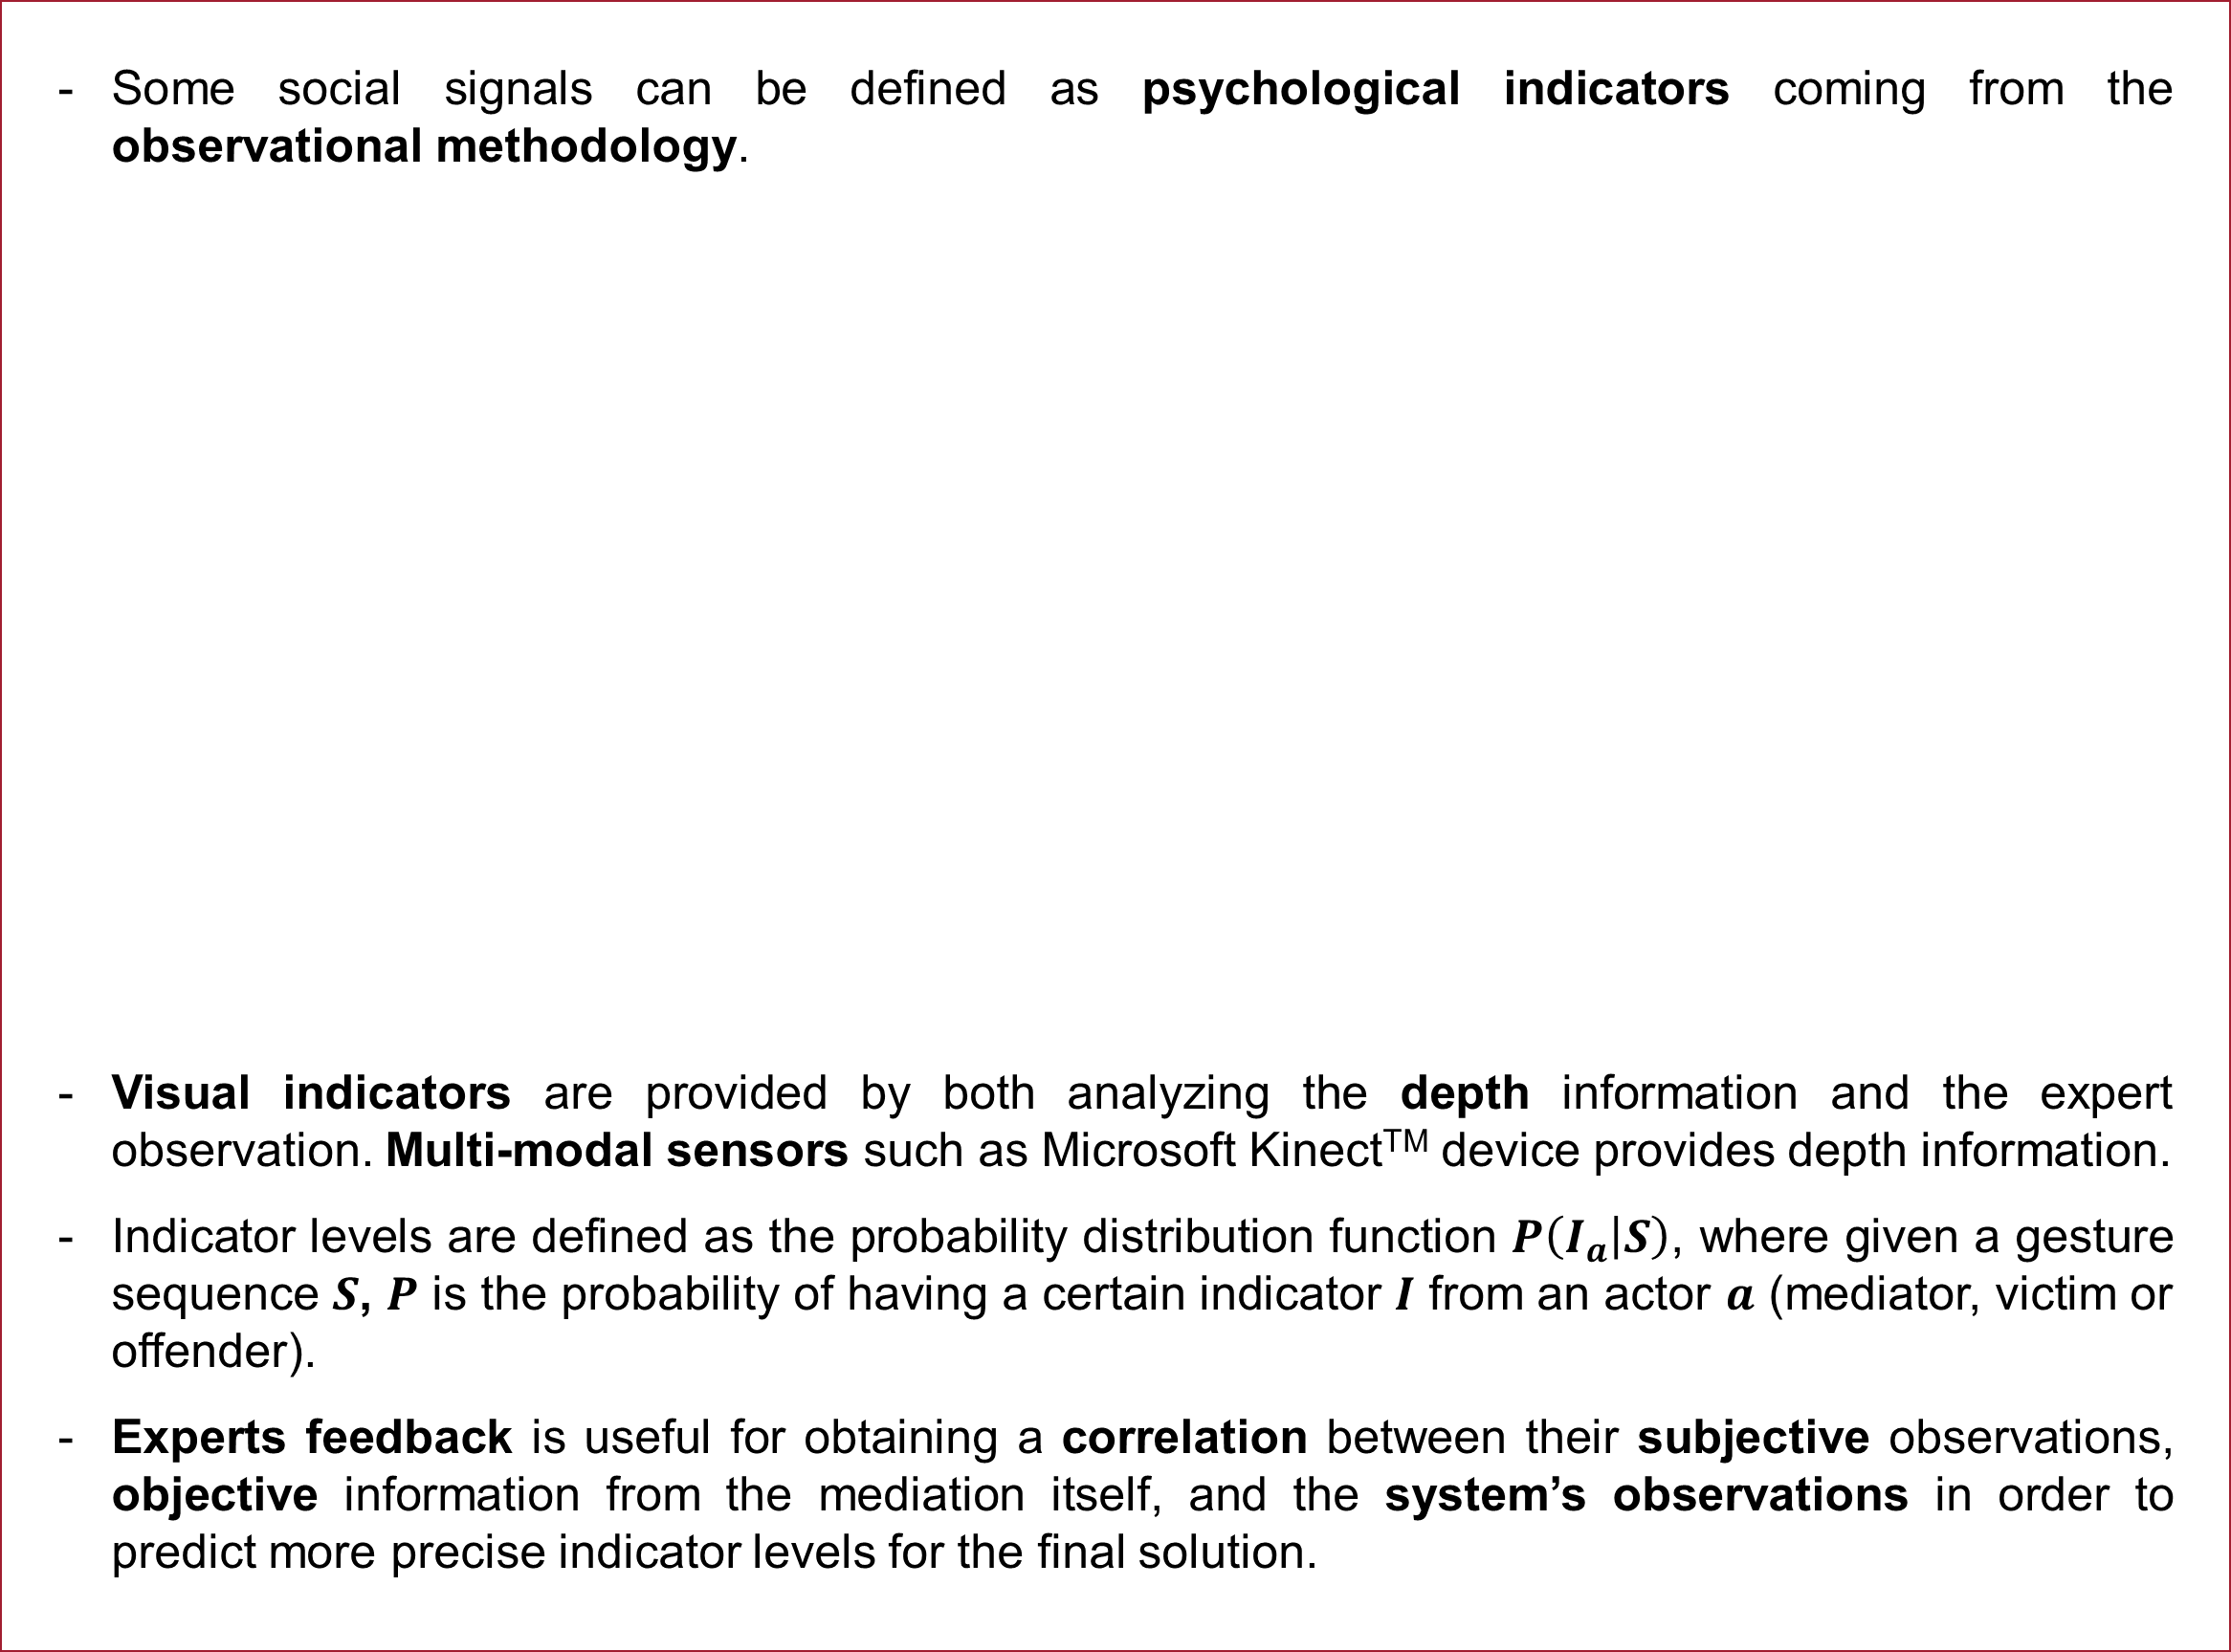 - Some social signals can be defined as psychological indicators coming from the
observational methodology.
- Visual indicators are provided by both analyzing the depth information and the expert
observation. Multi-modal sensors such as Microsoft Kinect™ device provides depth information.
- Indicator levels are defined as the probability distribution function P(Iₐ|S), where given a gesture
sequence S, P is the probability of having a certain indicator I from an actor a (mediator, victim or
offender).
- Experts feedback is useful for obtaining a correlation between their subjective observations,
objective information from the mediation itself, and the system’s observations in order to
predict more precise indicator levels for the final solution.